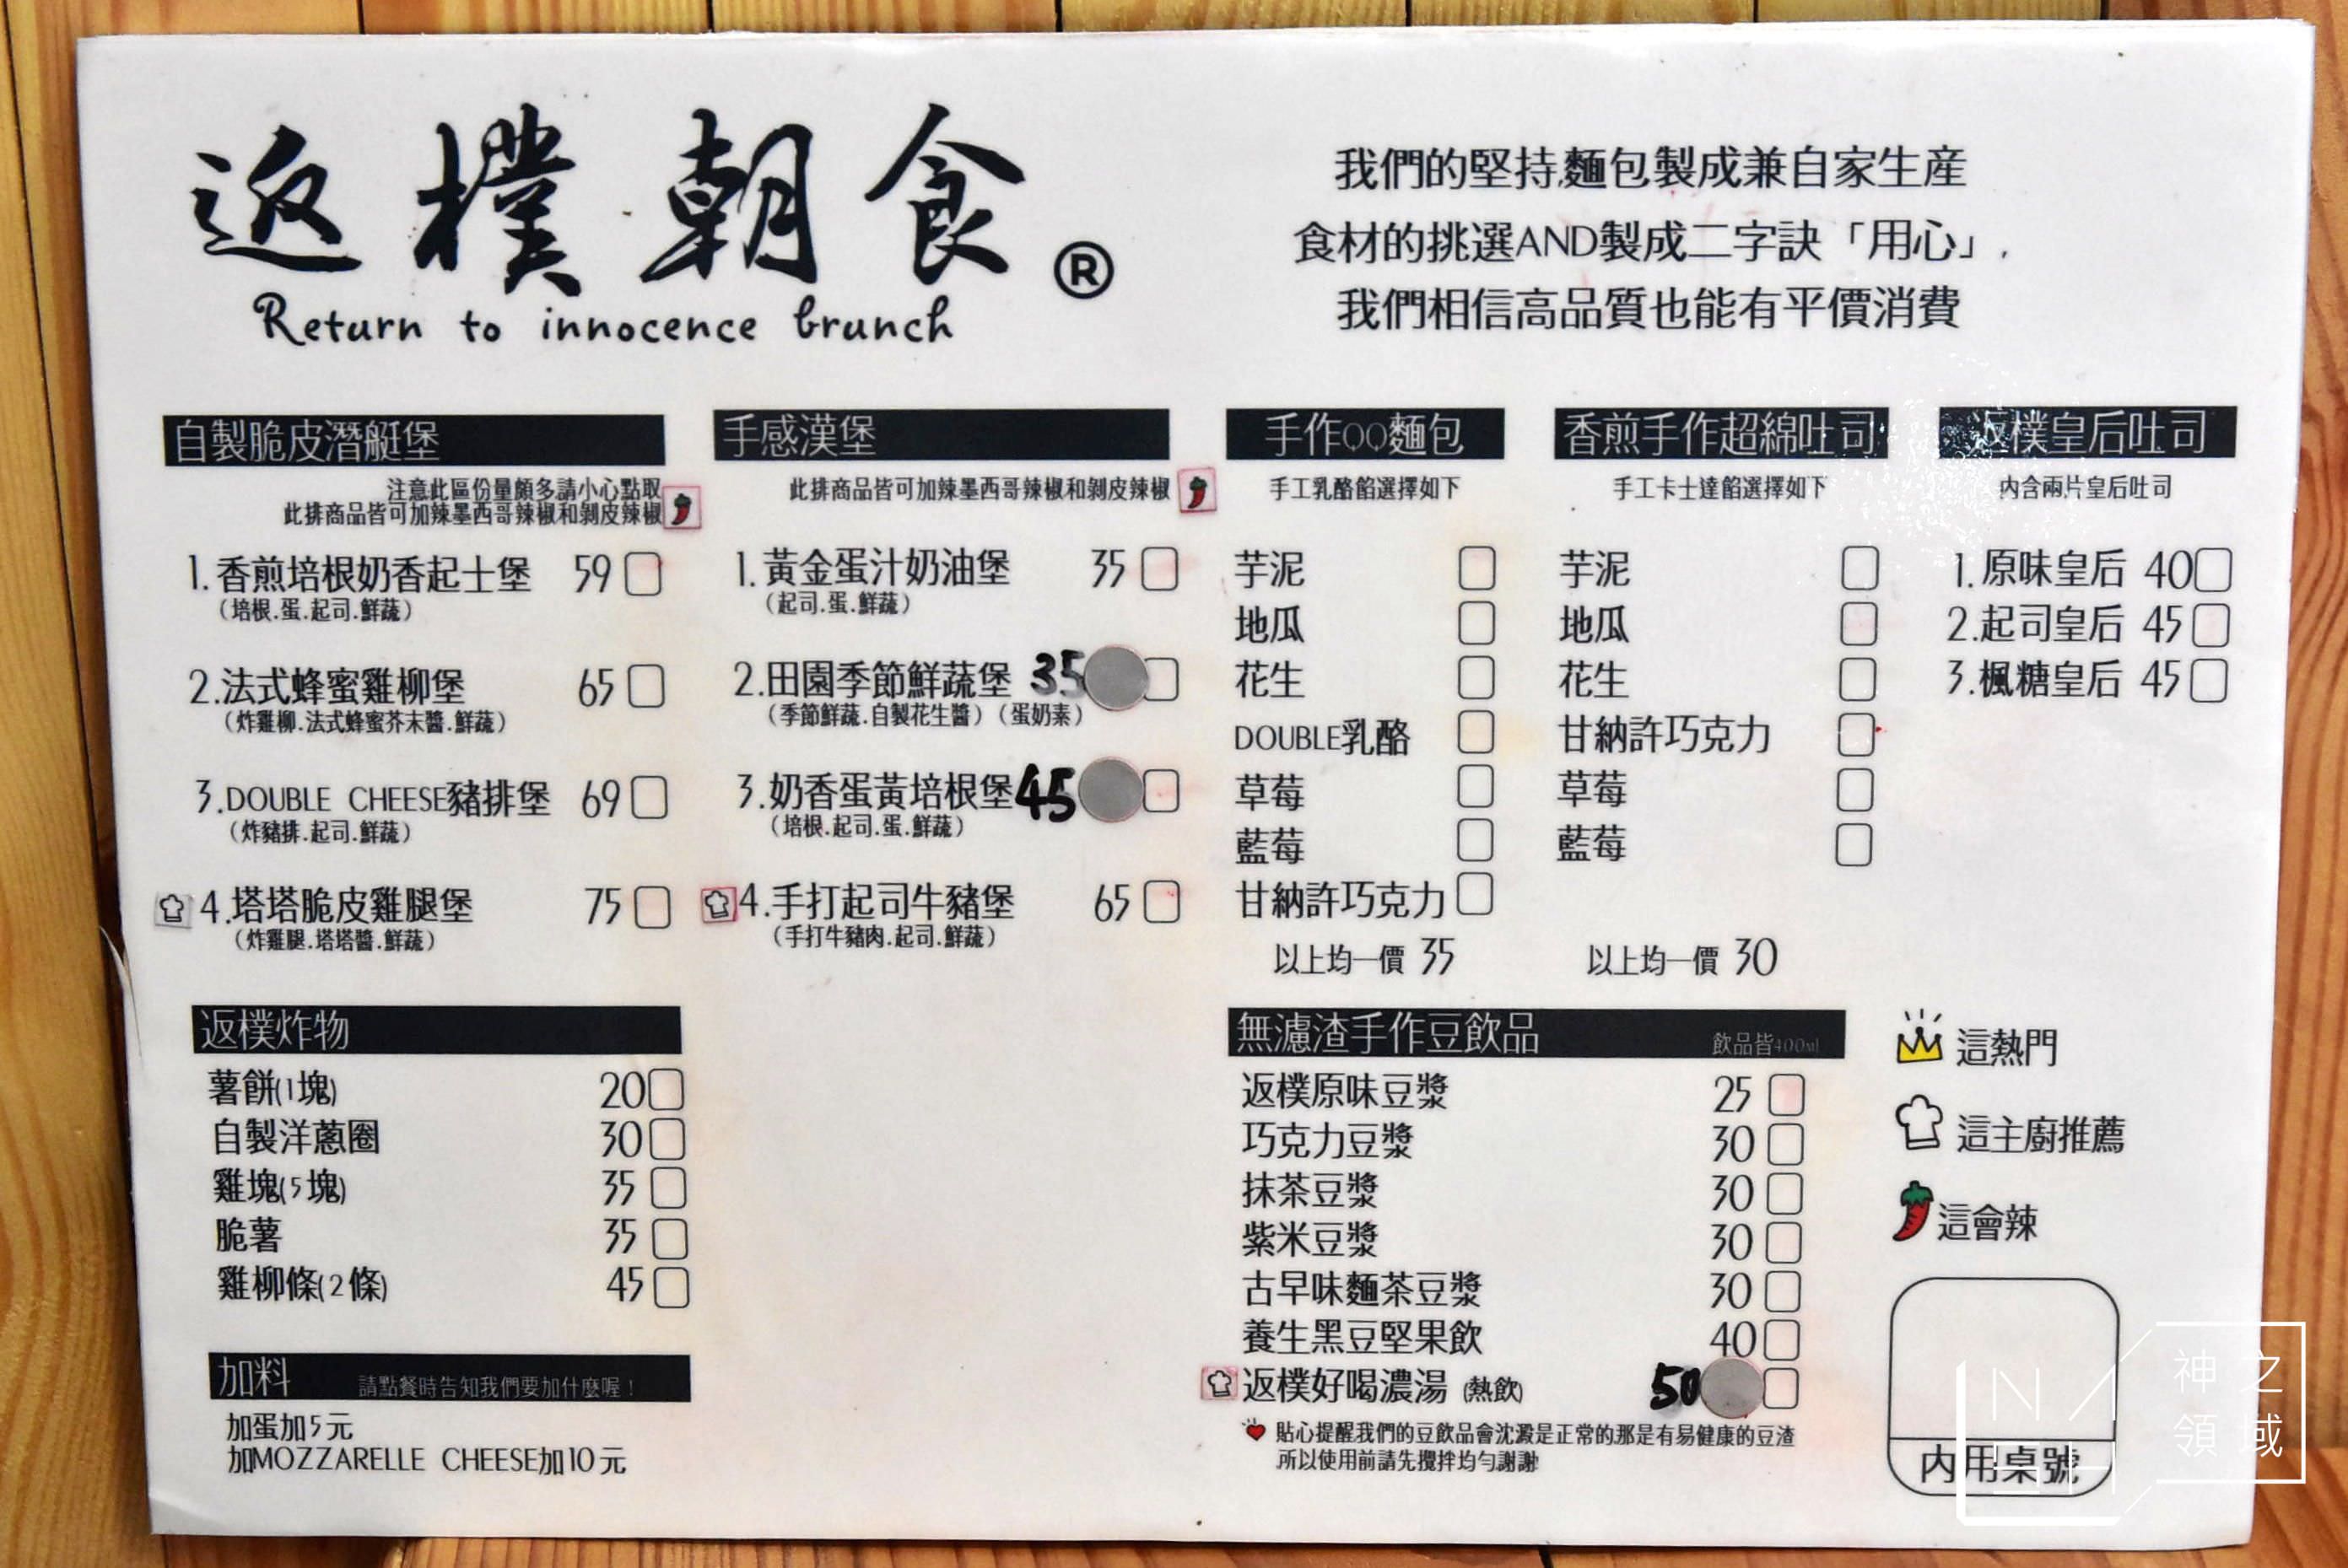 返樸朝食®
Return to innocence brunch
我們的堅持,麵包製成兼自家生産
食材的挑選AND製成二字訣「用心」,
我們相信高品質也能有平價消費
自製脆皮潛艇堡
注意此區份量頗多請小心點取
此排商品皆可加辣墨西哥辣椒和剝皮辣椒
1.香煎培根奶香起士堡 59
(培根.蛋.起司.鮮蔬)
2.法式蜂蜜雞柳堡 65
(炸雞柳.法式蜂蜜芥末醬.鮮蔬)
3.DOUBLE CHEESE豬排堡 69
(炸豬排.起司.鮮蔬)
4.塔塔脆皮雞腿堡 75
(炸雞腿.塔塔醬.鮮蔬)
手感漢堡
此排商品皆可加辣墨西哥辣椒和剝皮辣椒
1.黃金蛋汁奶油堡 35
(起司.蛋.鮮蔬)
2.田園季節鮮蔬堡 35
(季節鮮蔬.自製花生醬)(蛋奶素)
3.奶香蛋黃培根堡 45
(培根.起司.蛋.鮮蔬)
4.手打起司牛豬堡 65
(手打牛豬肉.起司.鮮蔬)
手作QQ麵包
手工乳酪餡選擇如下
芋泥
地瓜
花生
DOUBLE乳酪
草莓
藍莓
甘納許巧克力
以上均一價 35
香煎手作超綿吐司
手工卡士達餡選擇如下
芋泥
地瓜
花生
甘納許巧克力
草莓
藍莓
以上均一價 30
返樸皇后吐司
內含兩片皇后吐司
1.原味皇后 40
2.起司皇后 45
3.楓糖皇后 45
返樸炸物
薯餅(1塊) 20
自製洋蔥圈 30
雞塊(5塊) 35
脆薯 35
雞柳條(2條) 45
加料 請點餐時告知我們要加什麼喔!
加蛋加5元
加MOZZARELLE CHEESE加10元
無濾渣手作豆飲品 飲品皆400ml
返樸原味豆漿 25
巧克力豆漿 30
抹茶豆漿 30
紫米豆漿 30
古早味麵茶豆漿 30
養生黑豆堅果飲 40
返樸好喝濃湯 (熱飲) 50
貼心提醒我們的豆飲品會沈澱是正常的那是有易健康的豆渣
所以使用前請先攪拌均勻謝謝
這熱門
這主廚推薦
這會辣
內用桌號
神之
領域